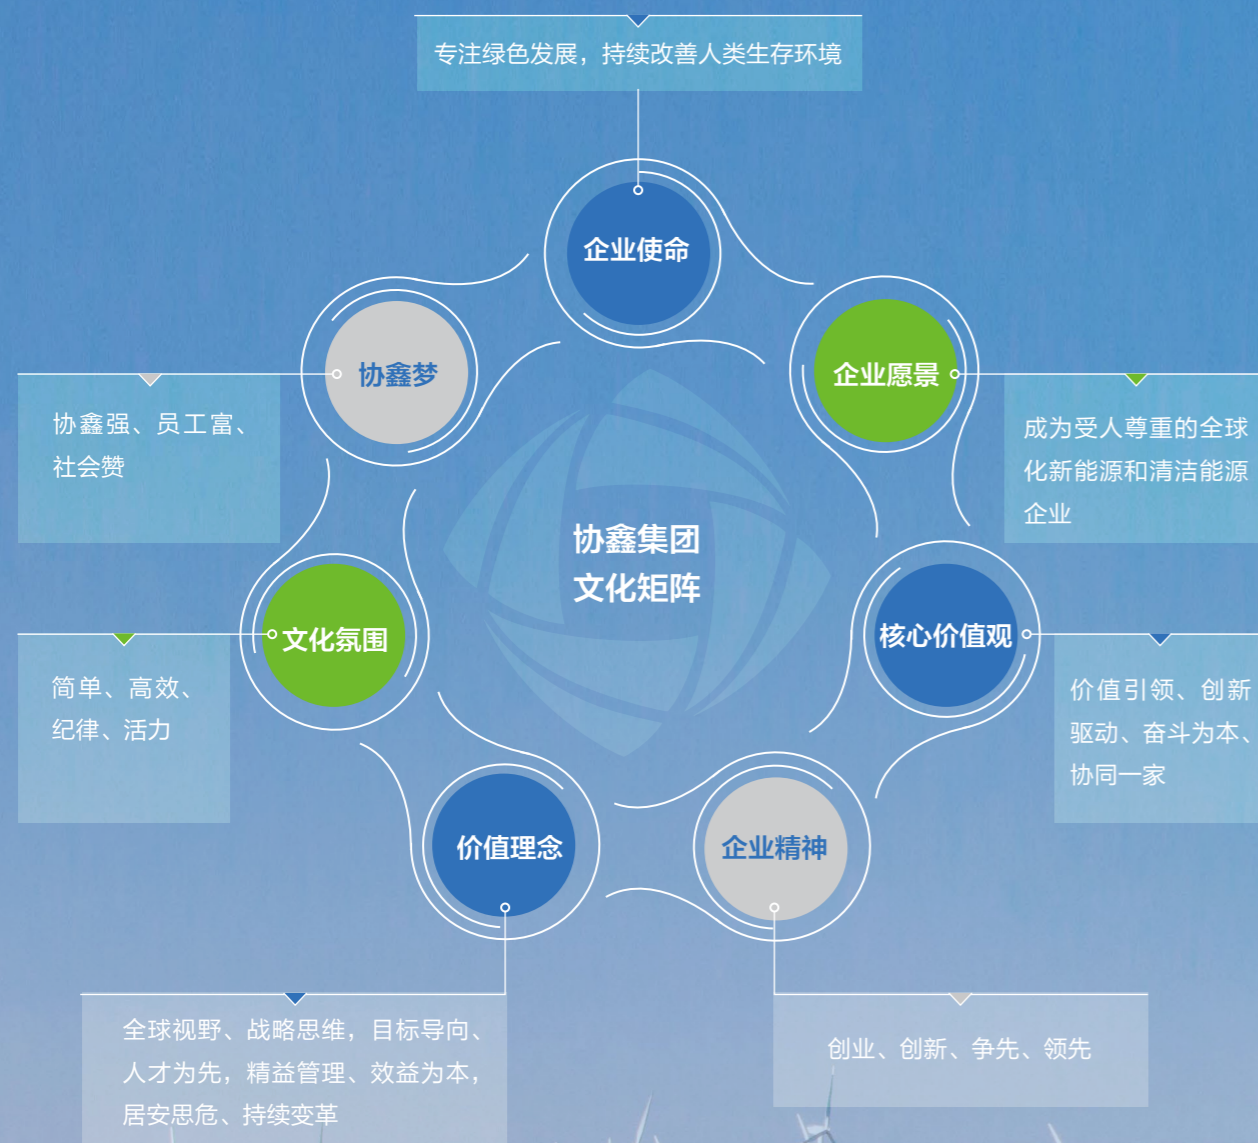 专注绿色发展，持续改善人类生存环境
企业使命
协鑫梦
企业愿景
协鑫强、员工富、
社会赞
成为受人尊重的全球
化新能源和清洁能源
企业
协鑫集团
文化矩阵
文化氛围
核心价值观
简单、高效、
纪律、活力
价值引领、创新
驱动、奋斗为本、
协同一家
价值理念
企业精神
全球视野、战略思维，目标导向、
人才为先，精益管理、效益为本，
居安思危、持续变革
创业、创新、争先、领先